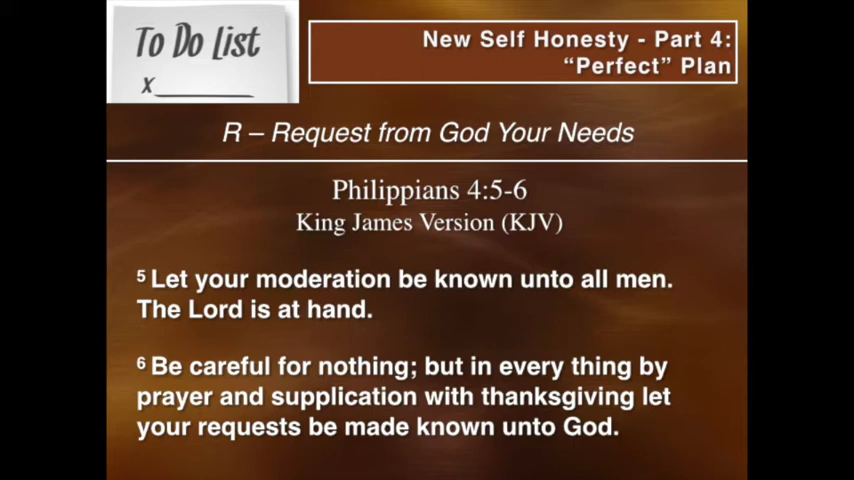 To Do List
x
New Self Honesty - Part 4:
“Perfect” Plan
R – Request from God Your Needs
Philippians 4:5-6
King James Version (KJV)
5 Let your moderation be known unto all men.
The Lord is at hand.
6 Be careful for nothing; but in every thing by
prayer and supplication with thanksgiving let
your requests be made known unto God.